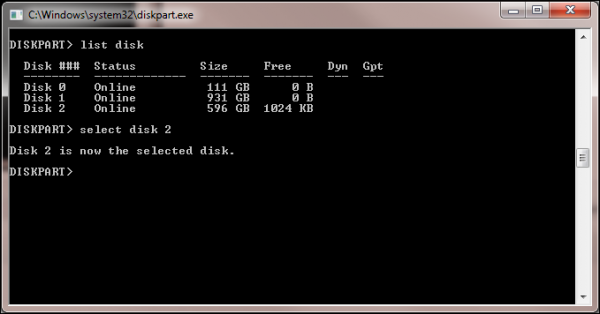 C:\Windows\system32\diskpart.exe
DISKPART> list disk
  Disk ###  Status         Size     Free     Dyn  Gpt
  --------  -------------  -------  -------  ---  ---
  Disk 0    Online          111 GB      0 B
  Disk 1    Online          931 GB      0 B
  Disk 2    Online          596 GB  1024 KB
DISKPART> select disk 2
Disk 2 is now the selected disk.
DISKPART>